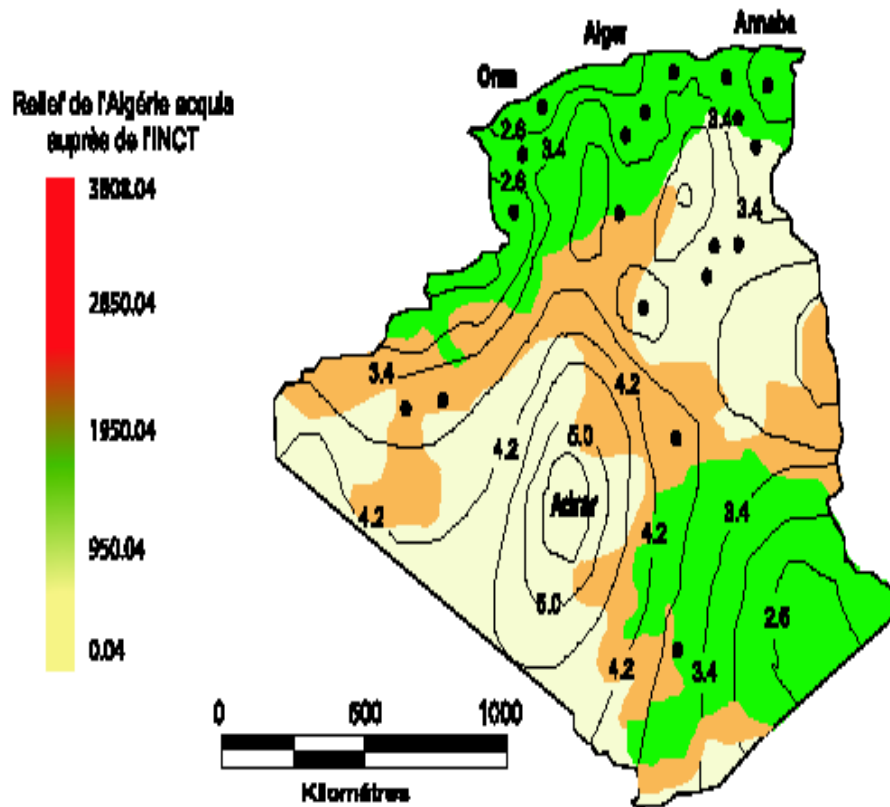 Annaba
Alger
Oran
Relief de l'Algérie acquis
auprès de l'INCT
3808.04
2850.04
1950.04
950.04
0.04
2.6
3.4
3.4
2.6
3.4
3.4
4.2
5.0
4.2
4.2
Adrar
3.4
4.2
5.0
2.6
4.2
3.4
0 500 1000
Kilométres